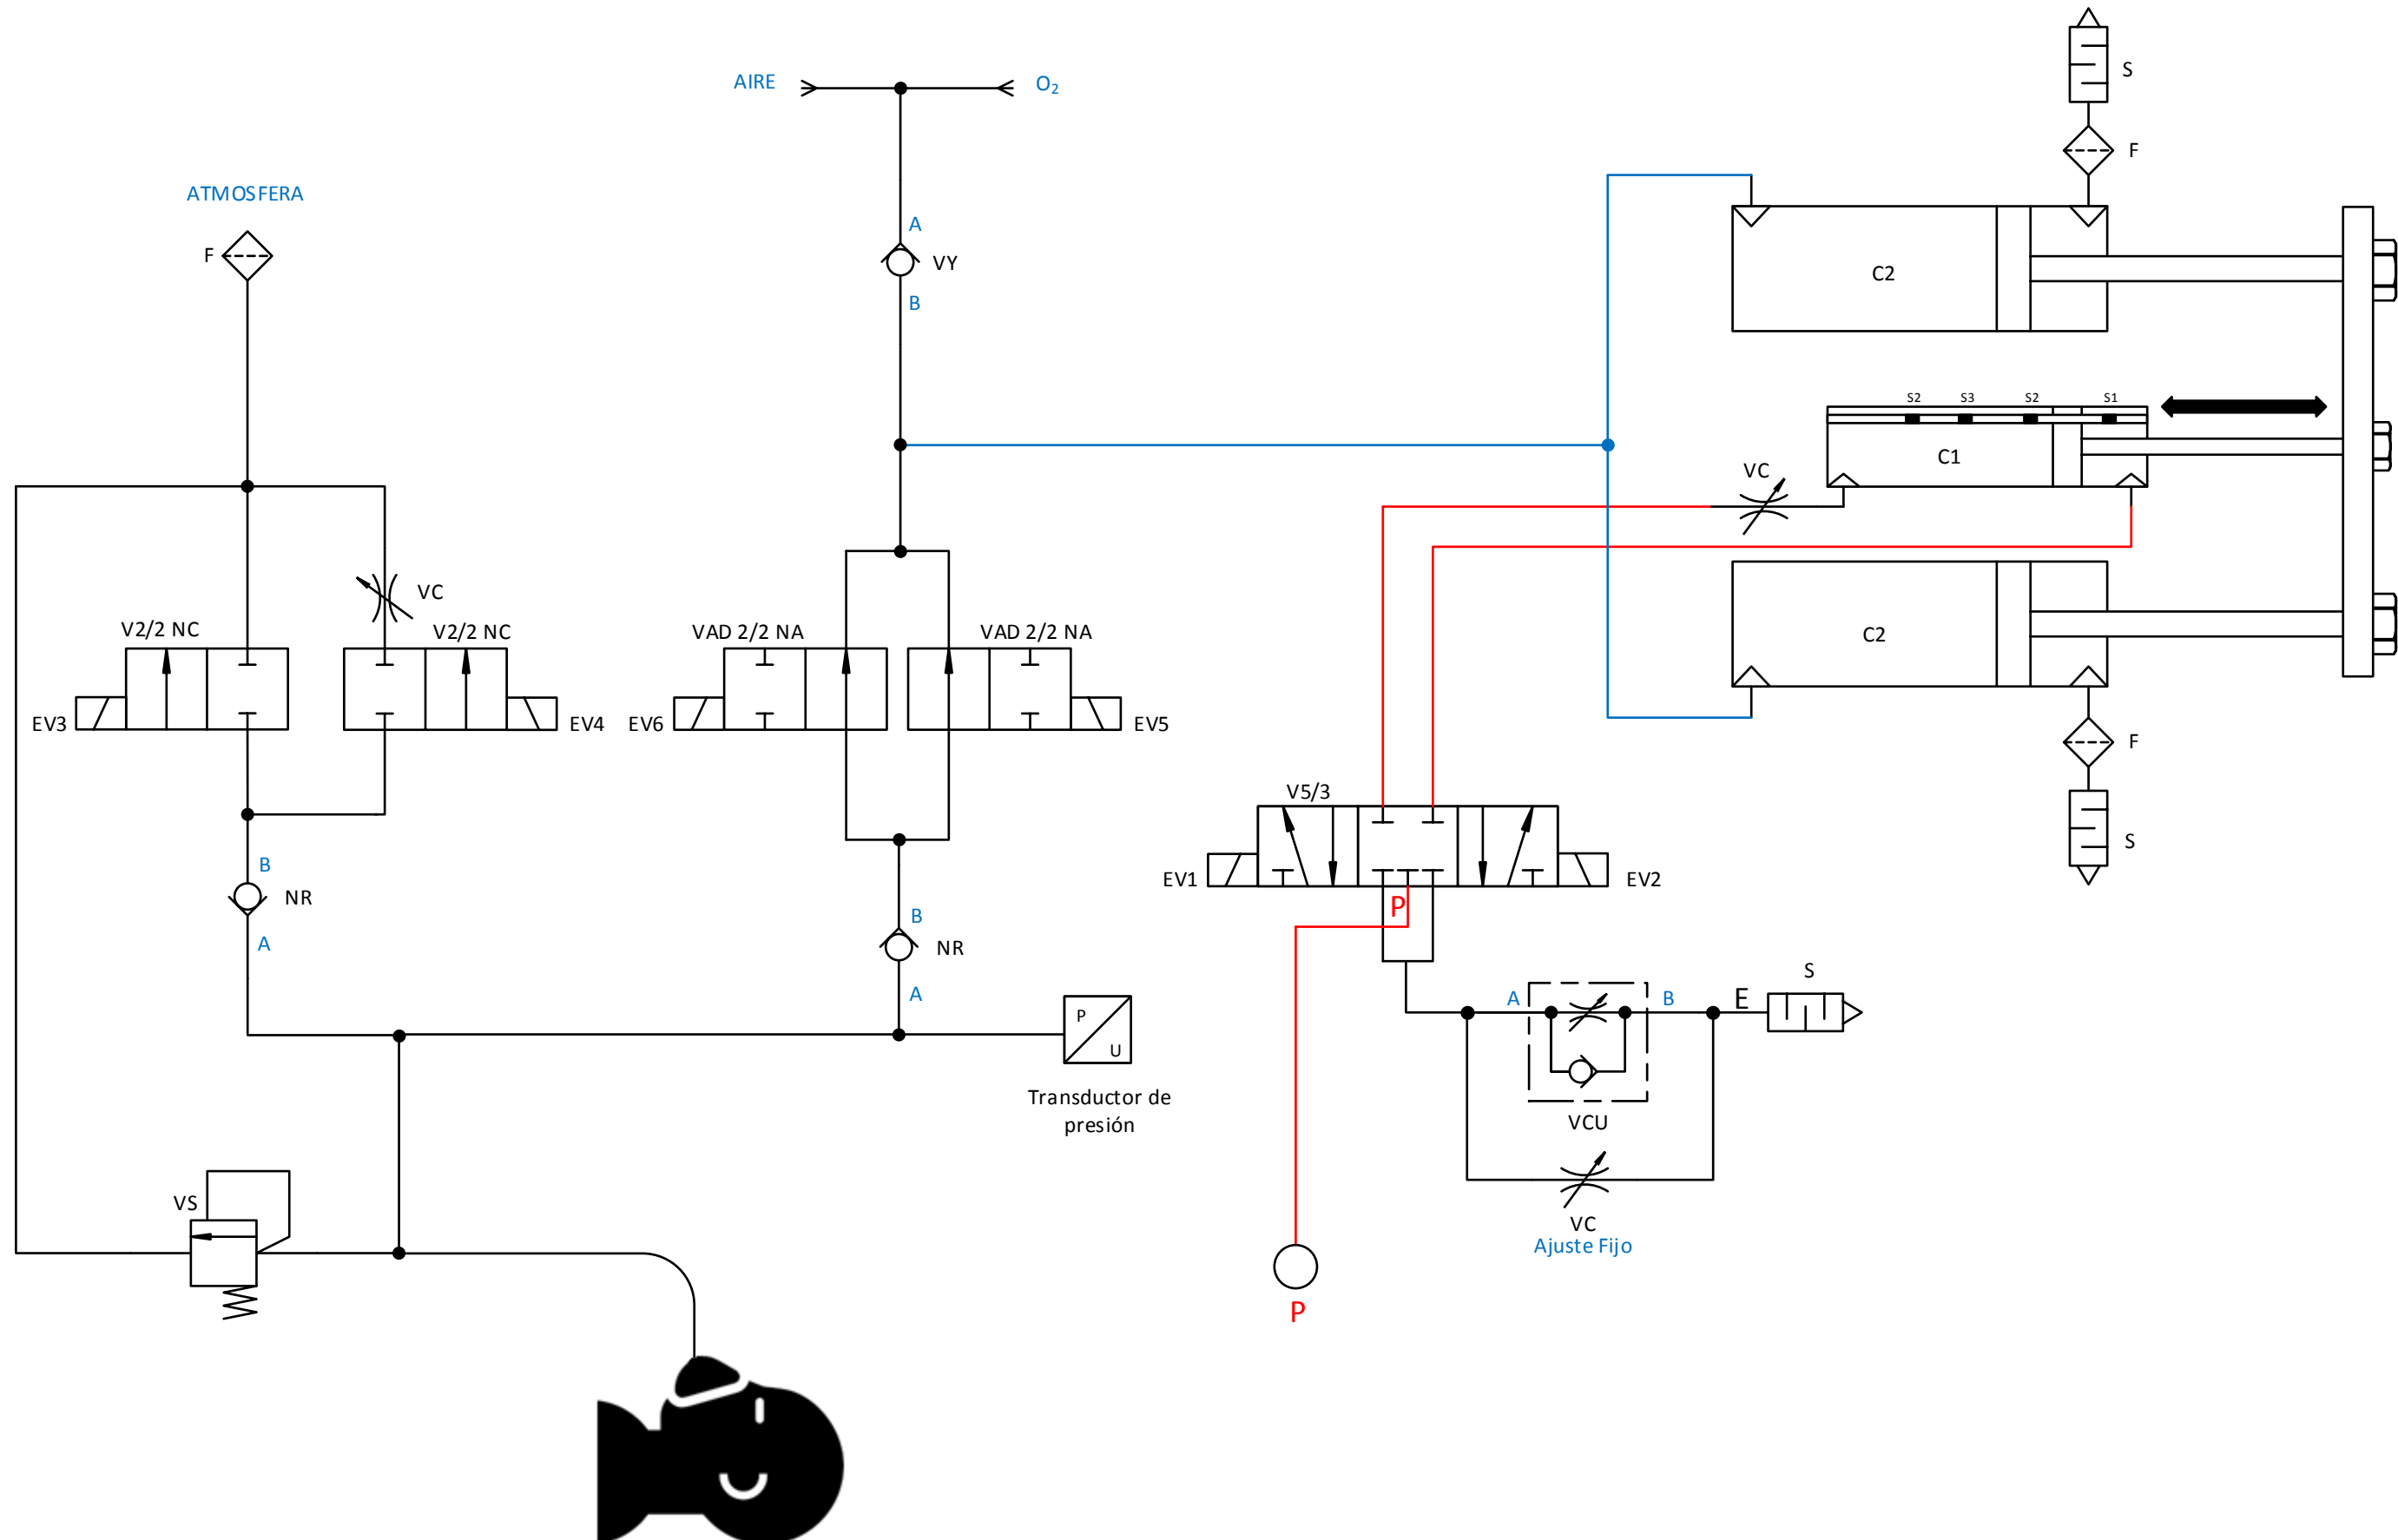 AIRE
O₂
S
F
ATMOSFERA
F
A
VY
B
C2
S2 S3 S2 S1
C1
VC
VC
V2/2 NC
V2/2 NC
VAD 2/2 NA
VAD 2/2 NA
C2
EV3
EV4
EV6
EV5
F
V5/3
S
EV1
EV2
P
B
NR
A
B
NR
A
P
U
Transductor de
presión
A
B
E
S
VCU
VC
Ajuste Fijo
VS
P